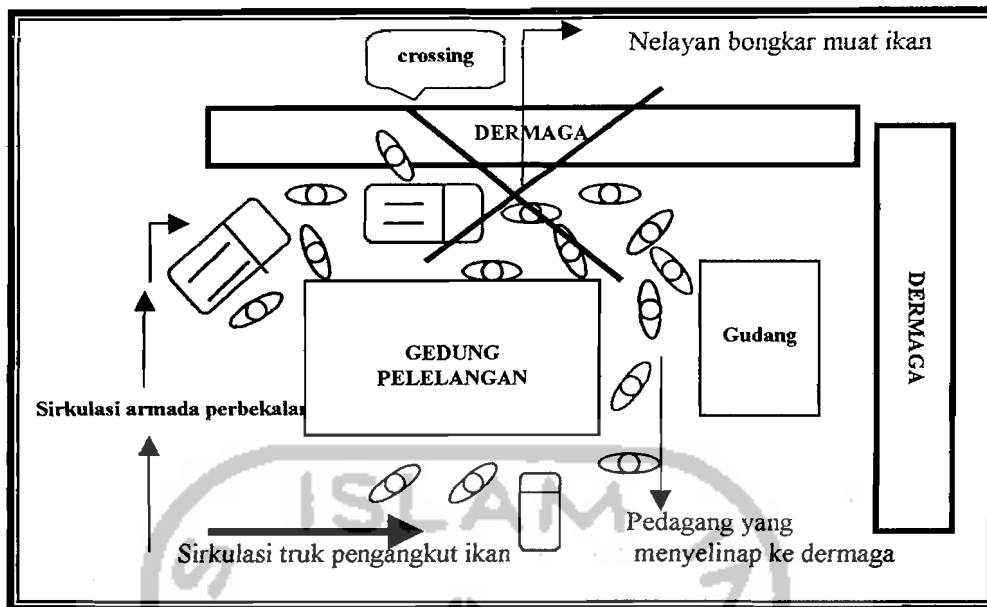 crossing
Nelayan bongkar muat ikan
DERMAGA
DERMAGA
Gudang
GEDUNG
PELELANGAN
Sirkulasi armada perbekalan
ISLAM
Sirkulasi truk pengangkut ikan
Pedagang yang
menyelinap ke dermaga